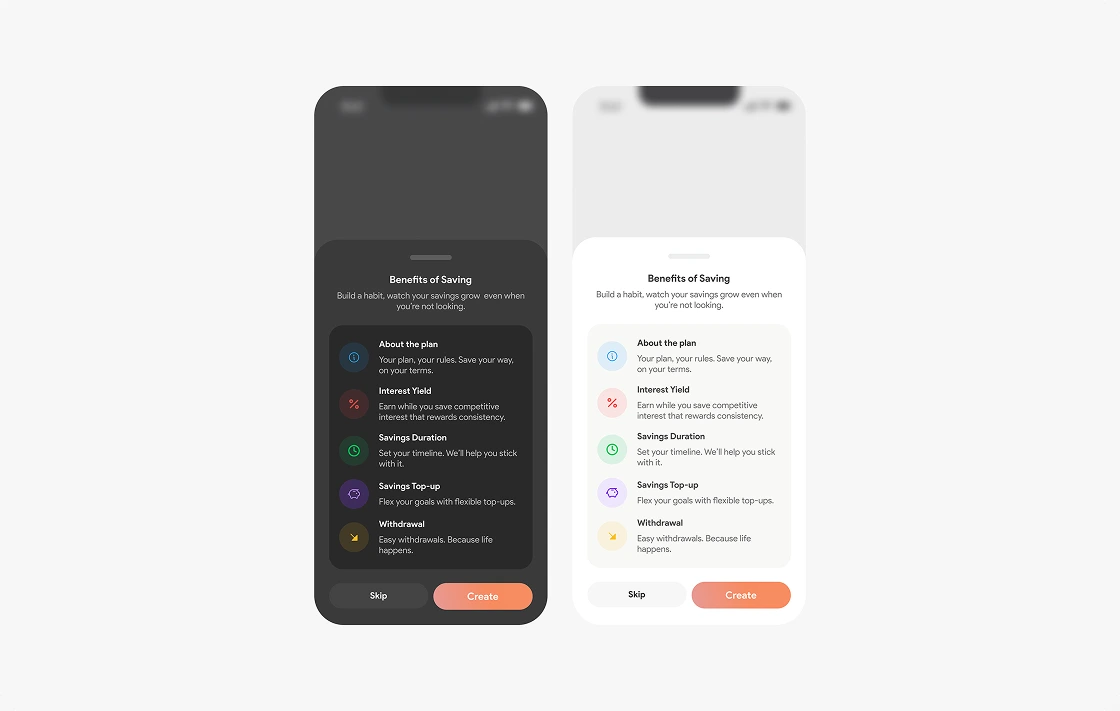 Benefits of Saving
Build a habit, watch your savings grow  even when
you're not looking.
About the plan
Your plan, your rules. Save your way,
on your terms.
Interest Yield
Earn while you save competitive
interest that rewards consistency.
Savings Duration
Set your timeline. We'll help you stick
with it.
Savings Top-up
Flex your goals with flexible top-ups.
Withdrawal
Easy withdrawals. Because life
happens.
Skip
Create
Benefits of Saving
Build a habit, watch your savings grow even when
you're not looking.
About the plan
Your plan, your rules. Save your way,
on your terms.
Interest Yield
Earn while you save competitive
interest that rewards consistency.
Savings Duration
Set your timeline. We'll help you stick
with it.
Savings Top-up
Flex your goals with flexible top-ups.
Withdrawal
Easy withdrawals. Because life
happens.
Skip
Create